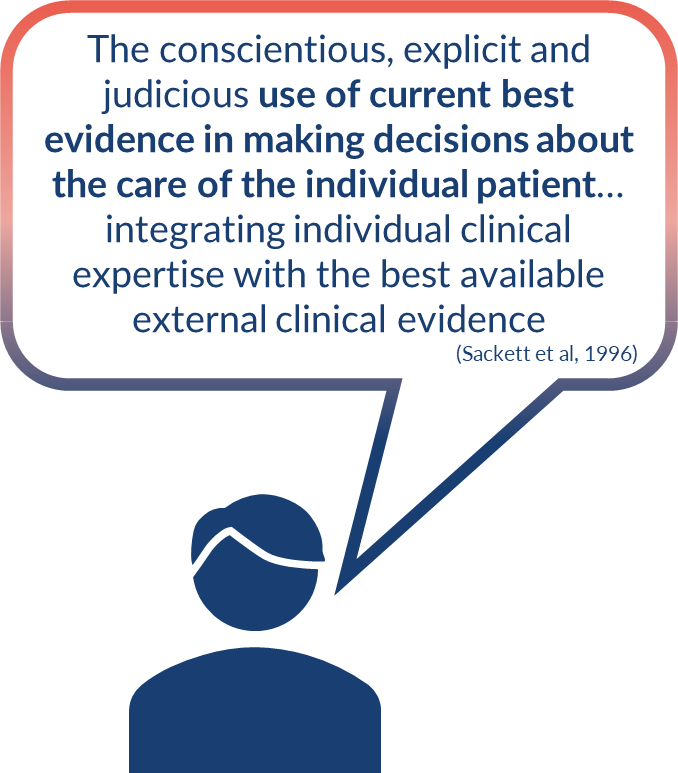 The conscientious, explicit and
judicious use of current best
evidence in making decisions about
the care of the individual patient...
integrating individual clinical
expertise with the best available
external clinical evidence
(Sackett et al, 1996)